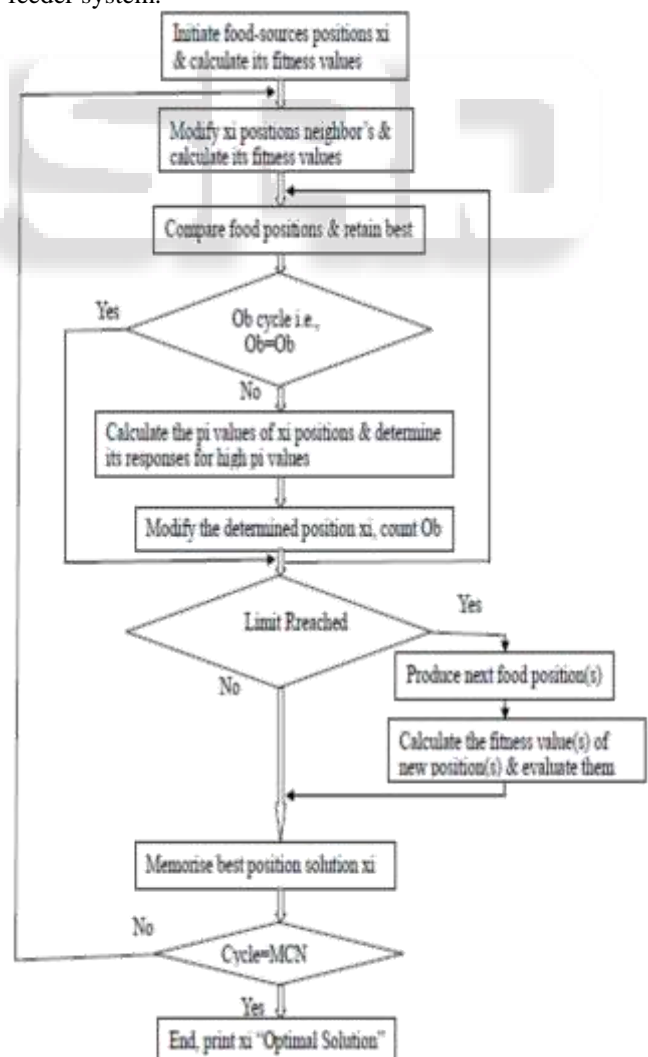 feeder system.
Initiate food-sources positions xi
& calculate its fitness values
Modify xi positions neighbor's &
calculate its fitness values
Compare food positions & retain best
Yes
Ob cycle i.e.,
Ob=Ob
No
Calculate the pi values of xi positions & determine
its responses for high pi values
Modify the determined position xi, count Ob
Limit Rreached
Yes
No
Produce next food position(s)
Calculate the fitness value(s) of
new position(s) & evaluate them
Memorise best position solution xi
No
Cycle=MCN
Yes
End, print xi "Optimal Solution"